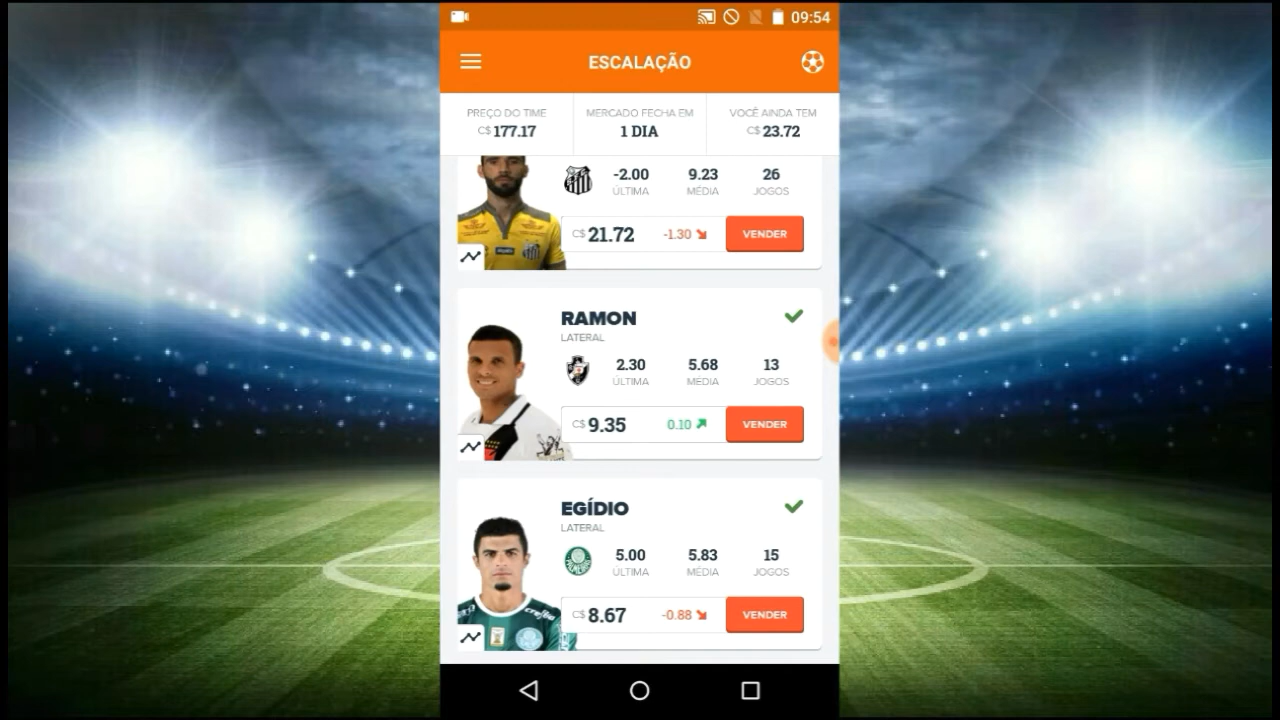 09:54
ESCALAÇÃO
PREÇO DO TIME MERCADO FECHA EM VOCÊ AINDA TEM
C$ 177.17 1 DIA C$ 23.72
-2.00 9.23 26
ÚLTIMA MÉDIA JOGOS
C$ 21.72 -1.30 VENDER
RAMON
LATERAL
2.30 5.68 13
ÚLTIMA MÉDIA JOGOS
C$ 9.35 0.10 VENDER
EGÍDIO
LATERAL
5.00 5.83 15
ÚLTIMA MÉDIA JOGOS
C$ 8.67 -0.88 VENDER